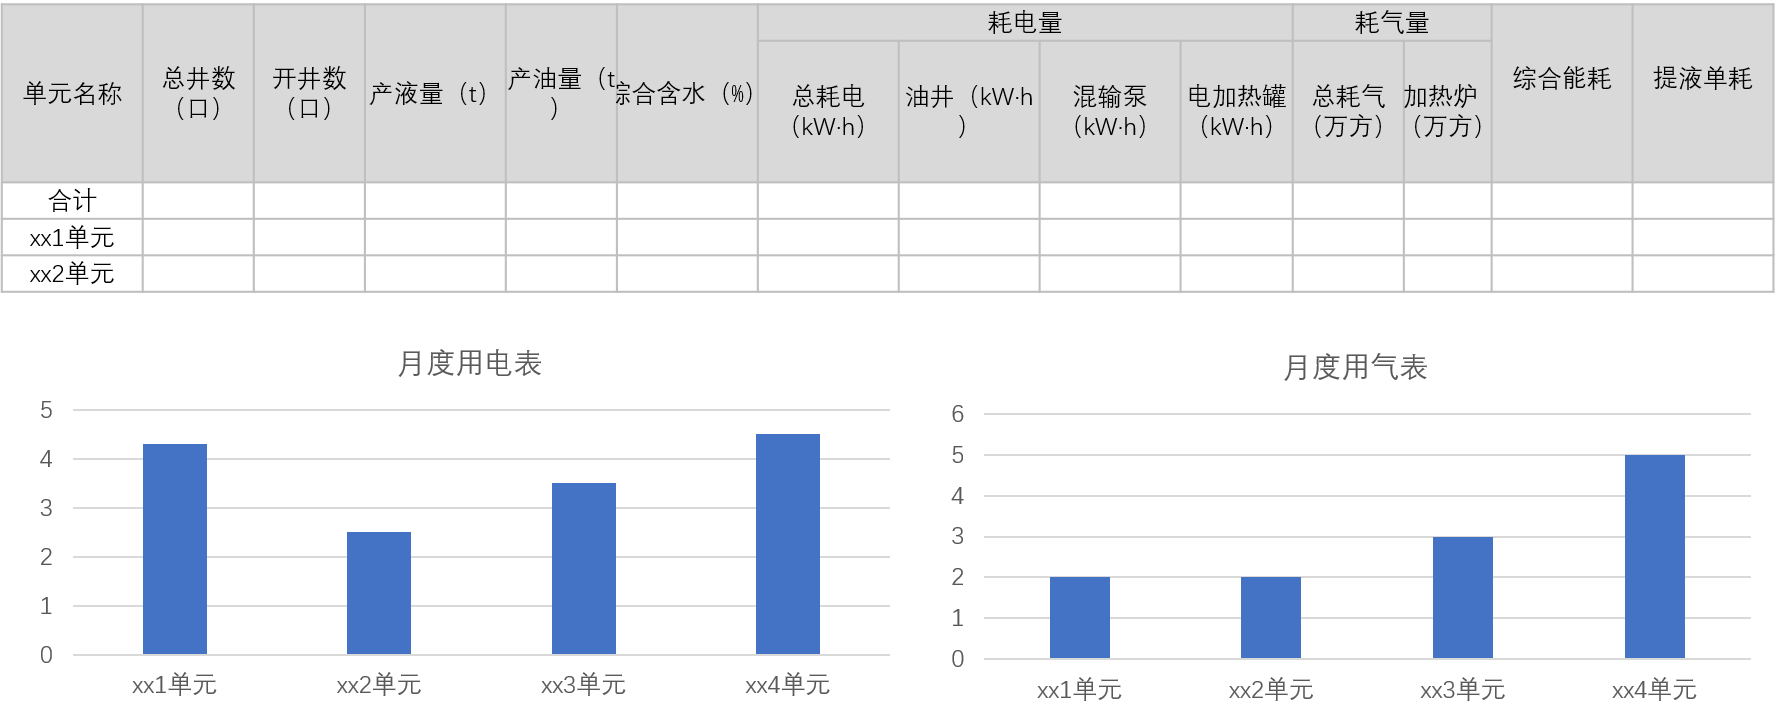 耗电量
耗气量
单元名称
总井数
（口）
开井数
（口）
产液量（t）
产油量（t
）
综合含水（%）
总耗电
（kW·h）
油井（kW·h
）
混输泵
（kW·h）
电加热罐
（kW·h）
总耗气
（万方）
加热炉
（万方）
综合能耗
提液单耗
合计
xx1单元
xx2单元
月度用电表
5
4
3
2
1
0
xx1单元
xx2单元
xx3单元
xx4单元
月度用气表
6
5
4
3
2
1
0
xx1单元
xx2单元
xx3单元
xx4单元